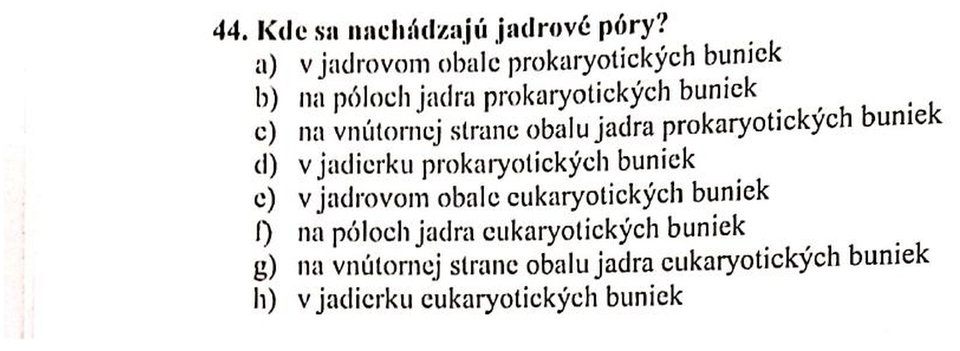 44. Kde sa nachádzajú jadrové póry?
a) v jadrovom obale prokaryotických buniek
b) na póloch jadra prokaryotických buniek
c) na vnútornej strane obalu jadra prokaryotických buniek
d) v jadierku prokaryotických buniek
e) v jadrovom obale eukaryotických buniek
f) na póloch jadra eukaryotických buniek
g) na vnútornej strane obalu jadra eukaryotických buniek
h) v jadierku eukaryotických buniek